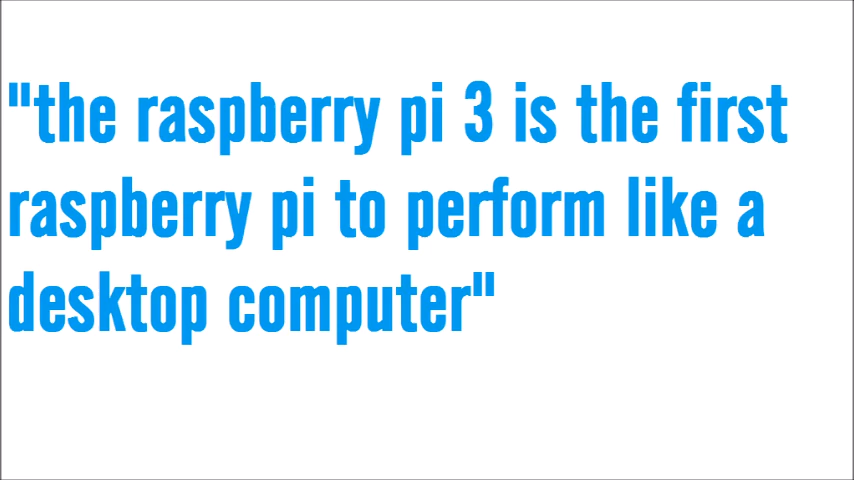 "the raspberry pi 3 is the first
raspberry pi to perform like a
desktop computer"